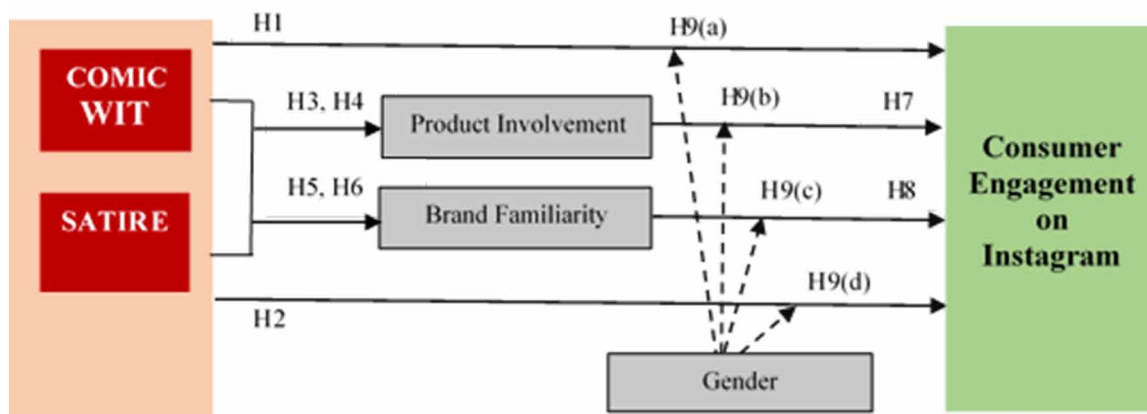 H1
H9(a)
COMIC
WIT
H3, H4
Product Involvement
H9(b)
H7
Consumer
Engagement
on
Instagram
SATIRE
H5, H6
Brand Familiarity
H9(c)
H8
H2
H9(d)
Gender